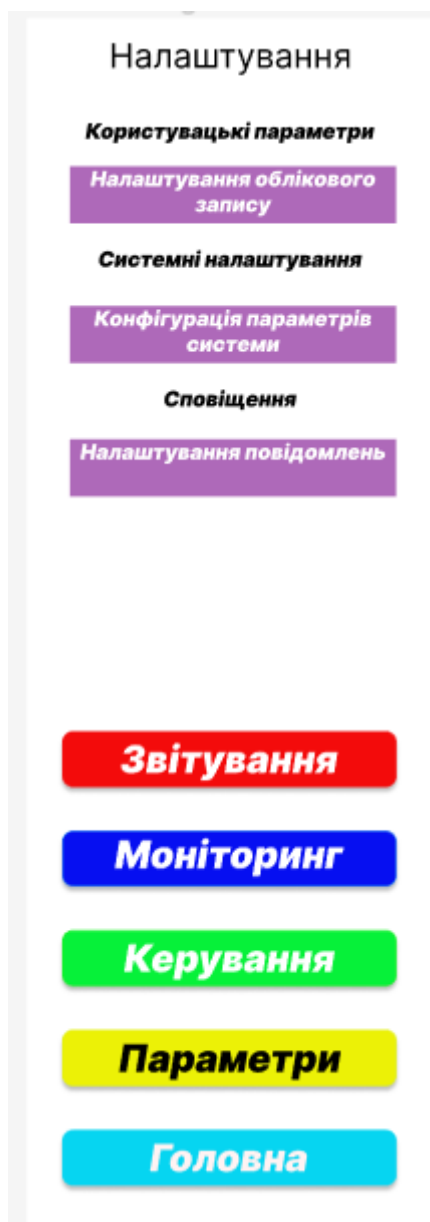 Налаштування
Користувацькі параметри
Налаштування облікового
запису
Системні налаштування
Конфігурація параметрів
системи
Сповіщення
Налаштування повідомлень
Звітування
Моніторинг
Керування
Параметри
Головна